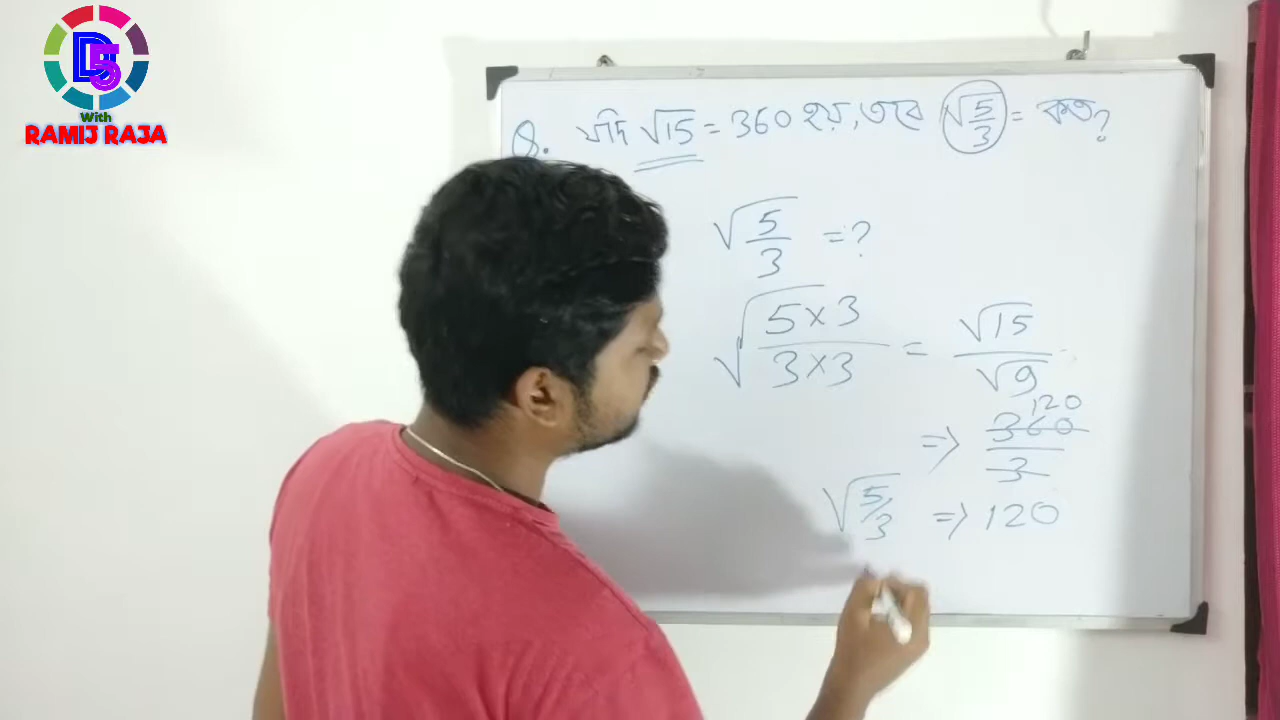 D5
With
RAMIJ RAJA
Q. যদি √15 = 360 হয়, তবে √5/3 = কত?
√5/3 = ?
√(5×3)/(3×3) = √15/√9
120
=> 360/3
√5/3 => 120